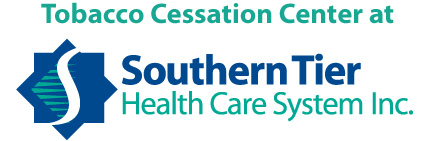 Tobacco Cessation Center at
Southern Tier
Health Care System Inc.